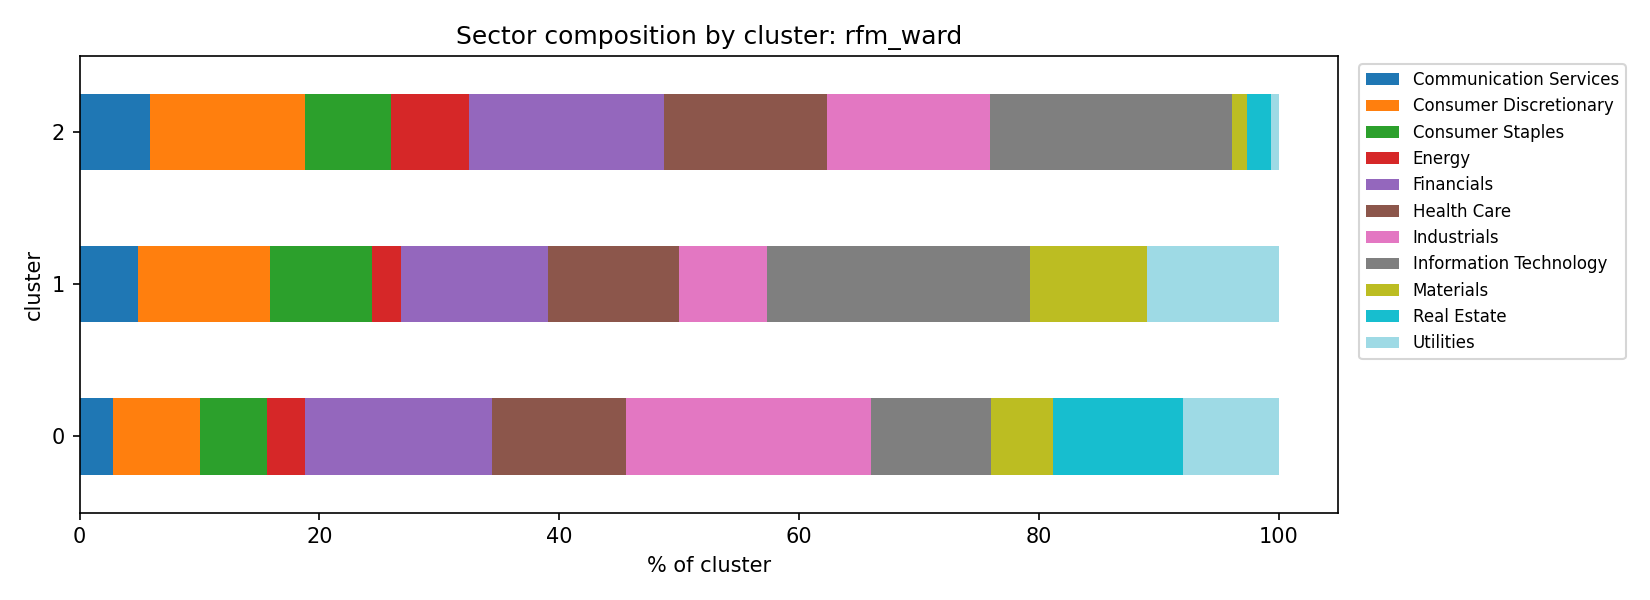 Sector composition by cluster: rfm_ward
cluster
2
1
0
0 20 40 60 80 100
% of cluster
Communication Services
Consumer Discretionary
Consumer Staples
Energy
Financials
Health Care
Industrials
Information Technology
Materials
Real Estate
Utilities